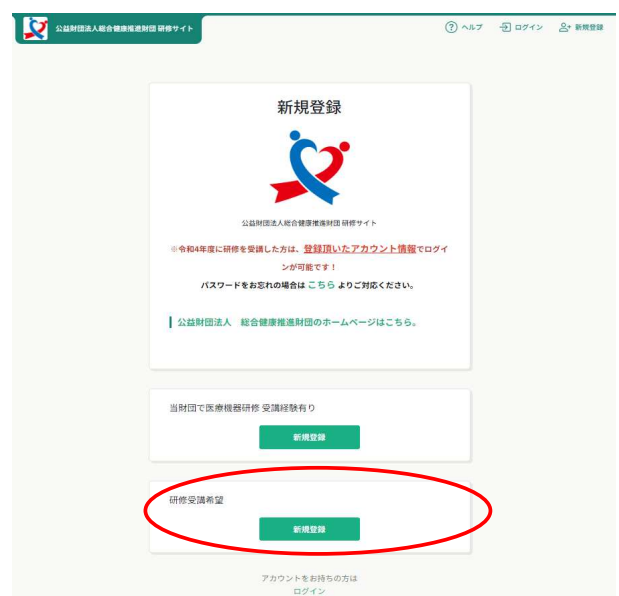 公益財団法人総合健康推進財団 研修サイト
ヘルプ ログイン 新規登録
新規登録
公益財団法人総合健康推進財団 研修サイト
※令和4年度に研修を受講した方は、登録頂いたアカウント情報でログイ
ンが可能です！
パスワードをお忘れの場合は こちら よりご対応ください。
公益財団法人 総合健康推進財団のホームページはこちら。
当財団で医療機器研修 受講経験有り
新規登録
研修受講希望
新規登録
アカウントをお持ちの方は
ログイン